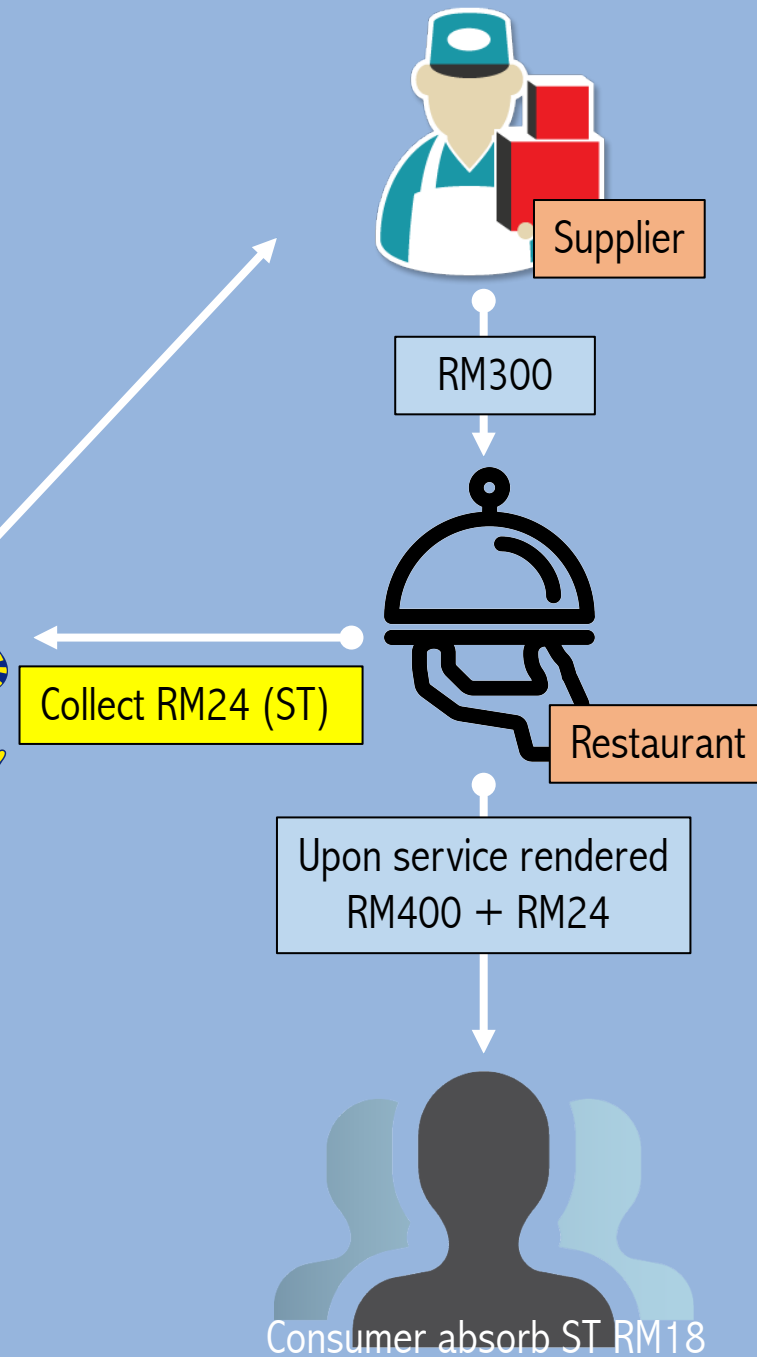 Supplier
RM300
Collect RM24 (ST)
Restaurant
Upon service rendered
RM400 + RM24
Consumer absorb ST RM18